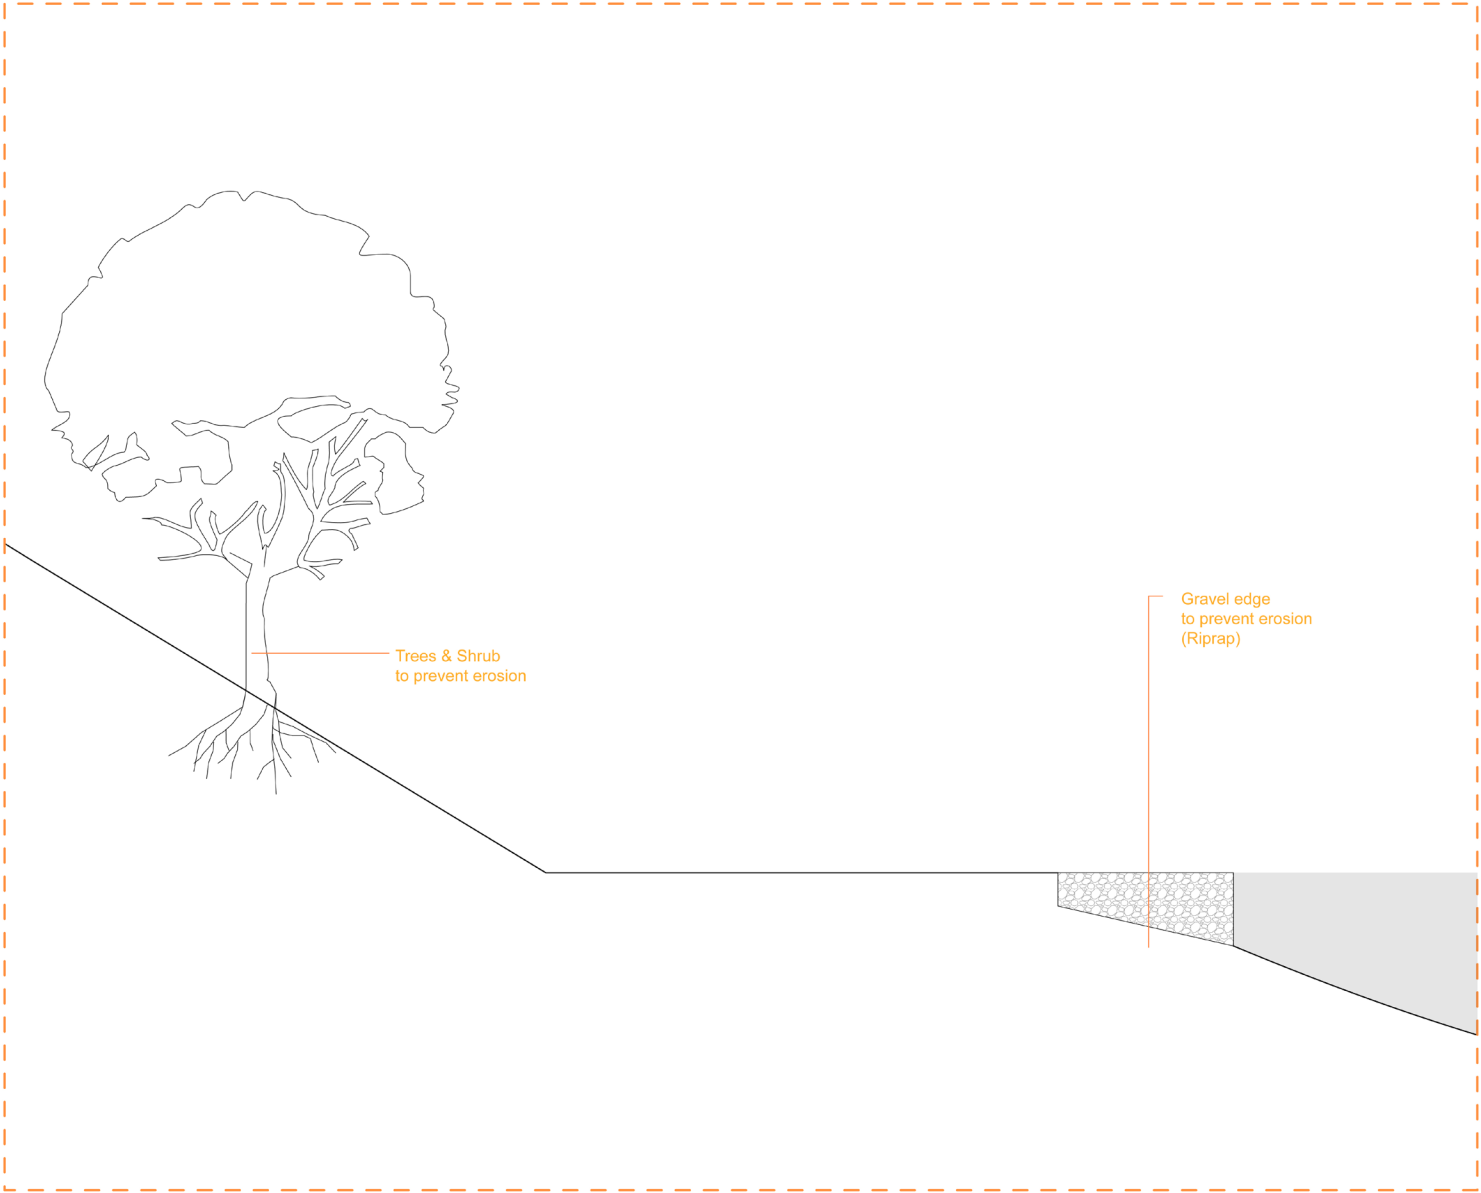 Gravel edge
to prevent erosion
(Riprap)
Trees & Shrub
to prevent erosion